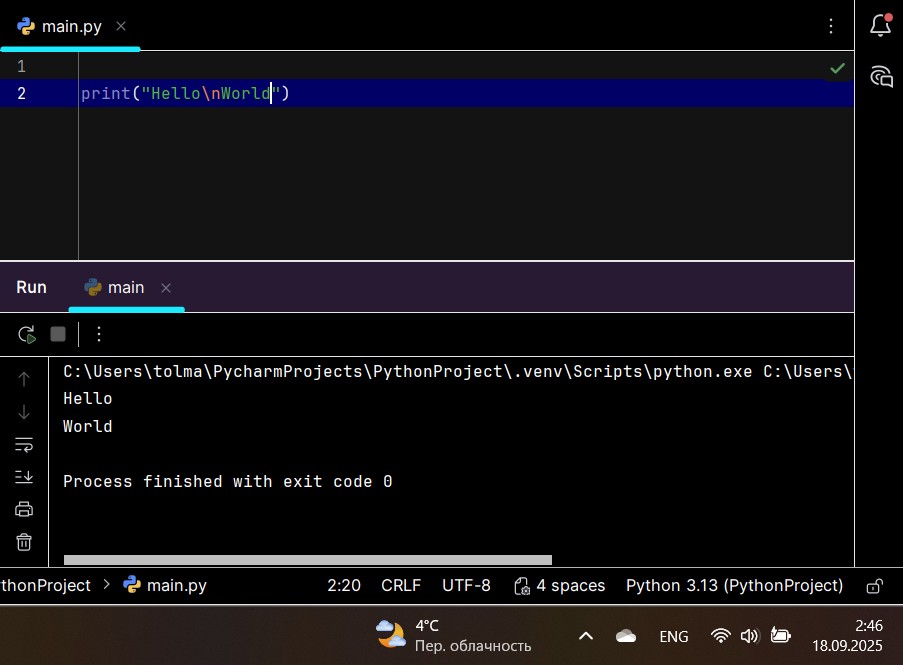 main.py
1
2 print("Hello\nWorld")
Run main
C:\Users\tolma\PycharmProjects\PythonProject\.venv\Scripts\python.exe C:\Users\
Hello
World
Process finished with exit code 0
thonProject > main.py 2:20 CRLF UTF-8 4 spaces Python 3.13 (PythonProject)
4°C
Пер. облачность
ENG
2:46
18.09.2025